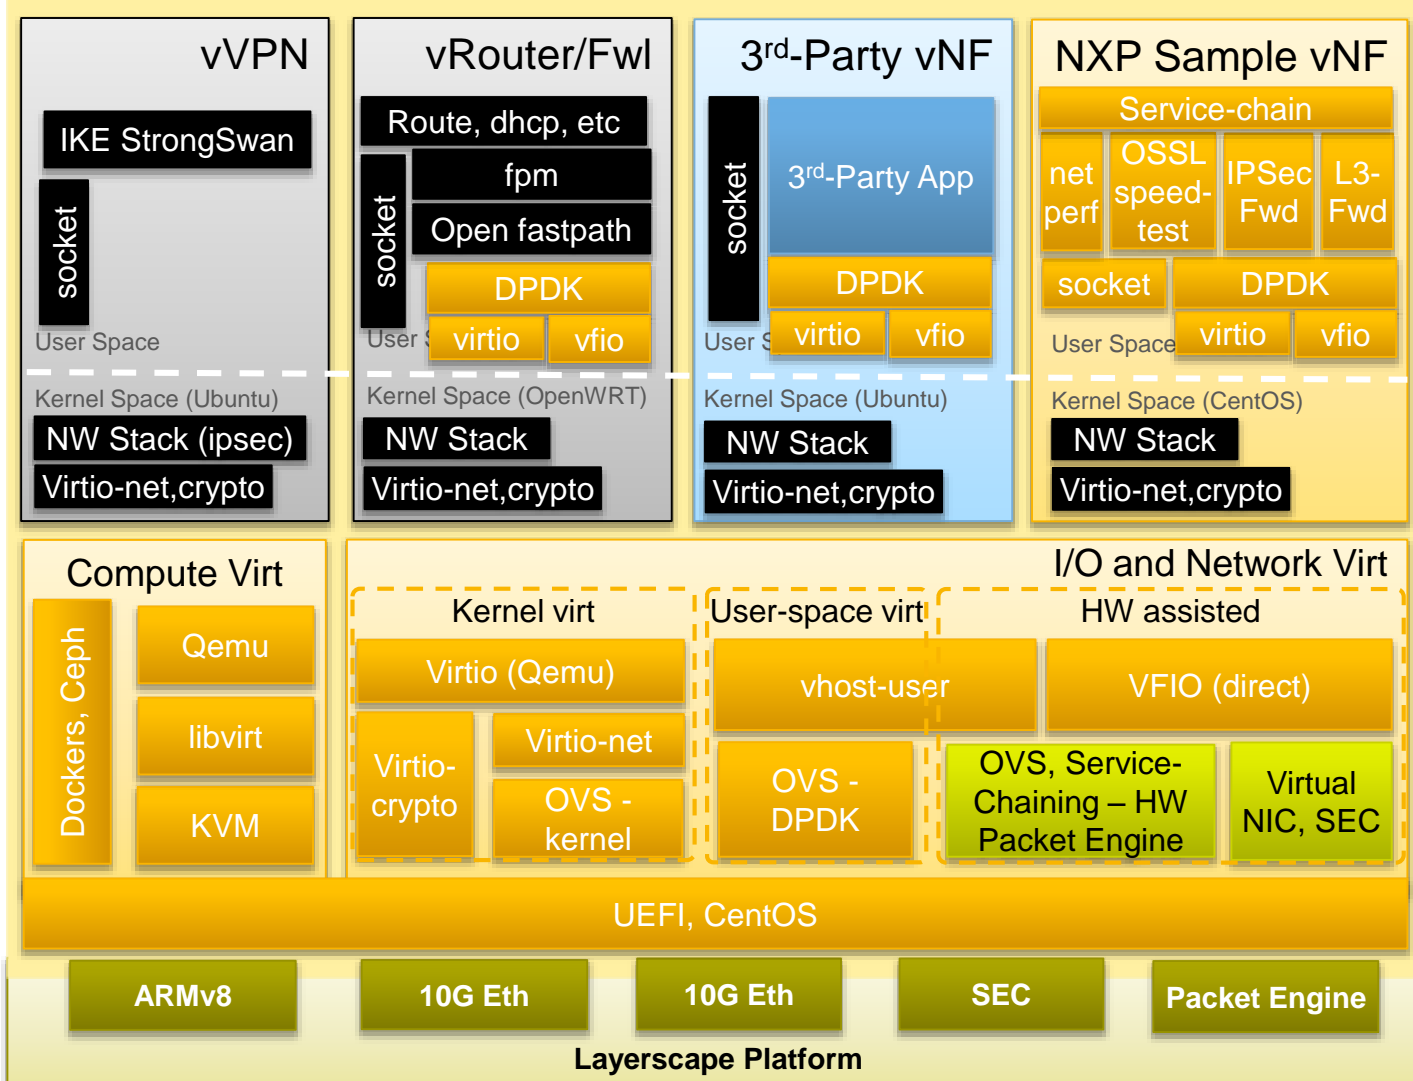 vVPN
IKE StrongSwan
socket
User Space
Kernel Space (Ubuntu)
NW Stack (ipsec)
Virtio-net,crypto
vRouter/Fwl
Route, dhcp, etc
fpm
socket
Open fastpath
DPDK
User S
virtio
vfio
Kernel Space (OpenWRT)
NW Stack
Virtio-net,crypto
3rd-Party vNF
socket
3rd-Party App
DPDK
User S
virtio
vfio
Kernel Space (Ubuntu)
NW Stack
Virtio-net,crypto
NXP Sample vNF
Service-chain
net
perf
OSSL
speed-
test
IPSec
Fwd
L3-
Fwd
socket
DPDK
User Space
virtio
vfio
Kernel Space (CentOS)
NW Stack
Virtio-net,crypto
Compute Virt
Dockers, Ceph
Qemu
libvirt
KVM
I/O and Network Virt
Kernel virt
Virtio (Qemu)
Virtio-
crypto
Virtio-net
OVS -
kernel
User-space virt
vhost-user
OVS -
DPDK
HW assisted
VFIO (direct)
OVS, Service-
Chaining – HW
Packet Engine
Virtual
NIC, SEC
UEFI, CentOS
ARMv8
10G Eth
10G Eth
SEC
Packet Engine
Layerscape Platform